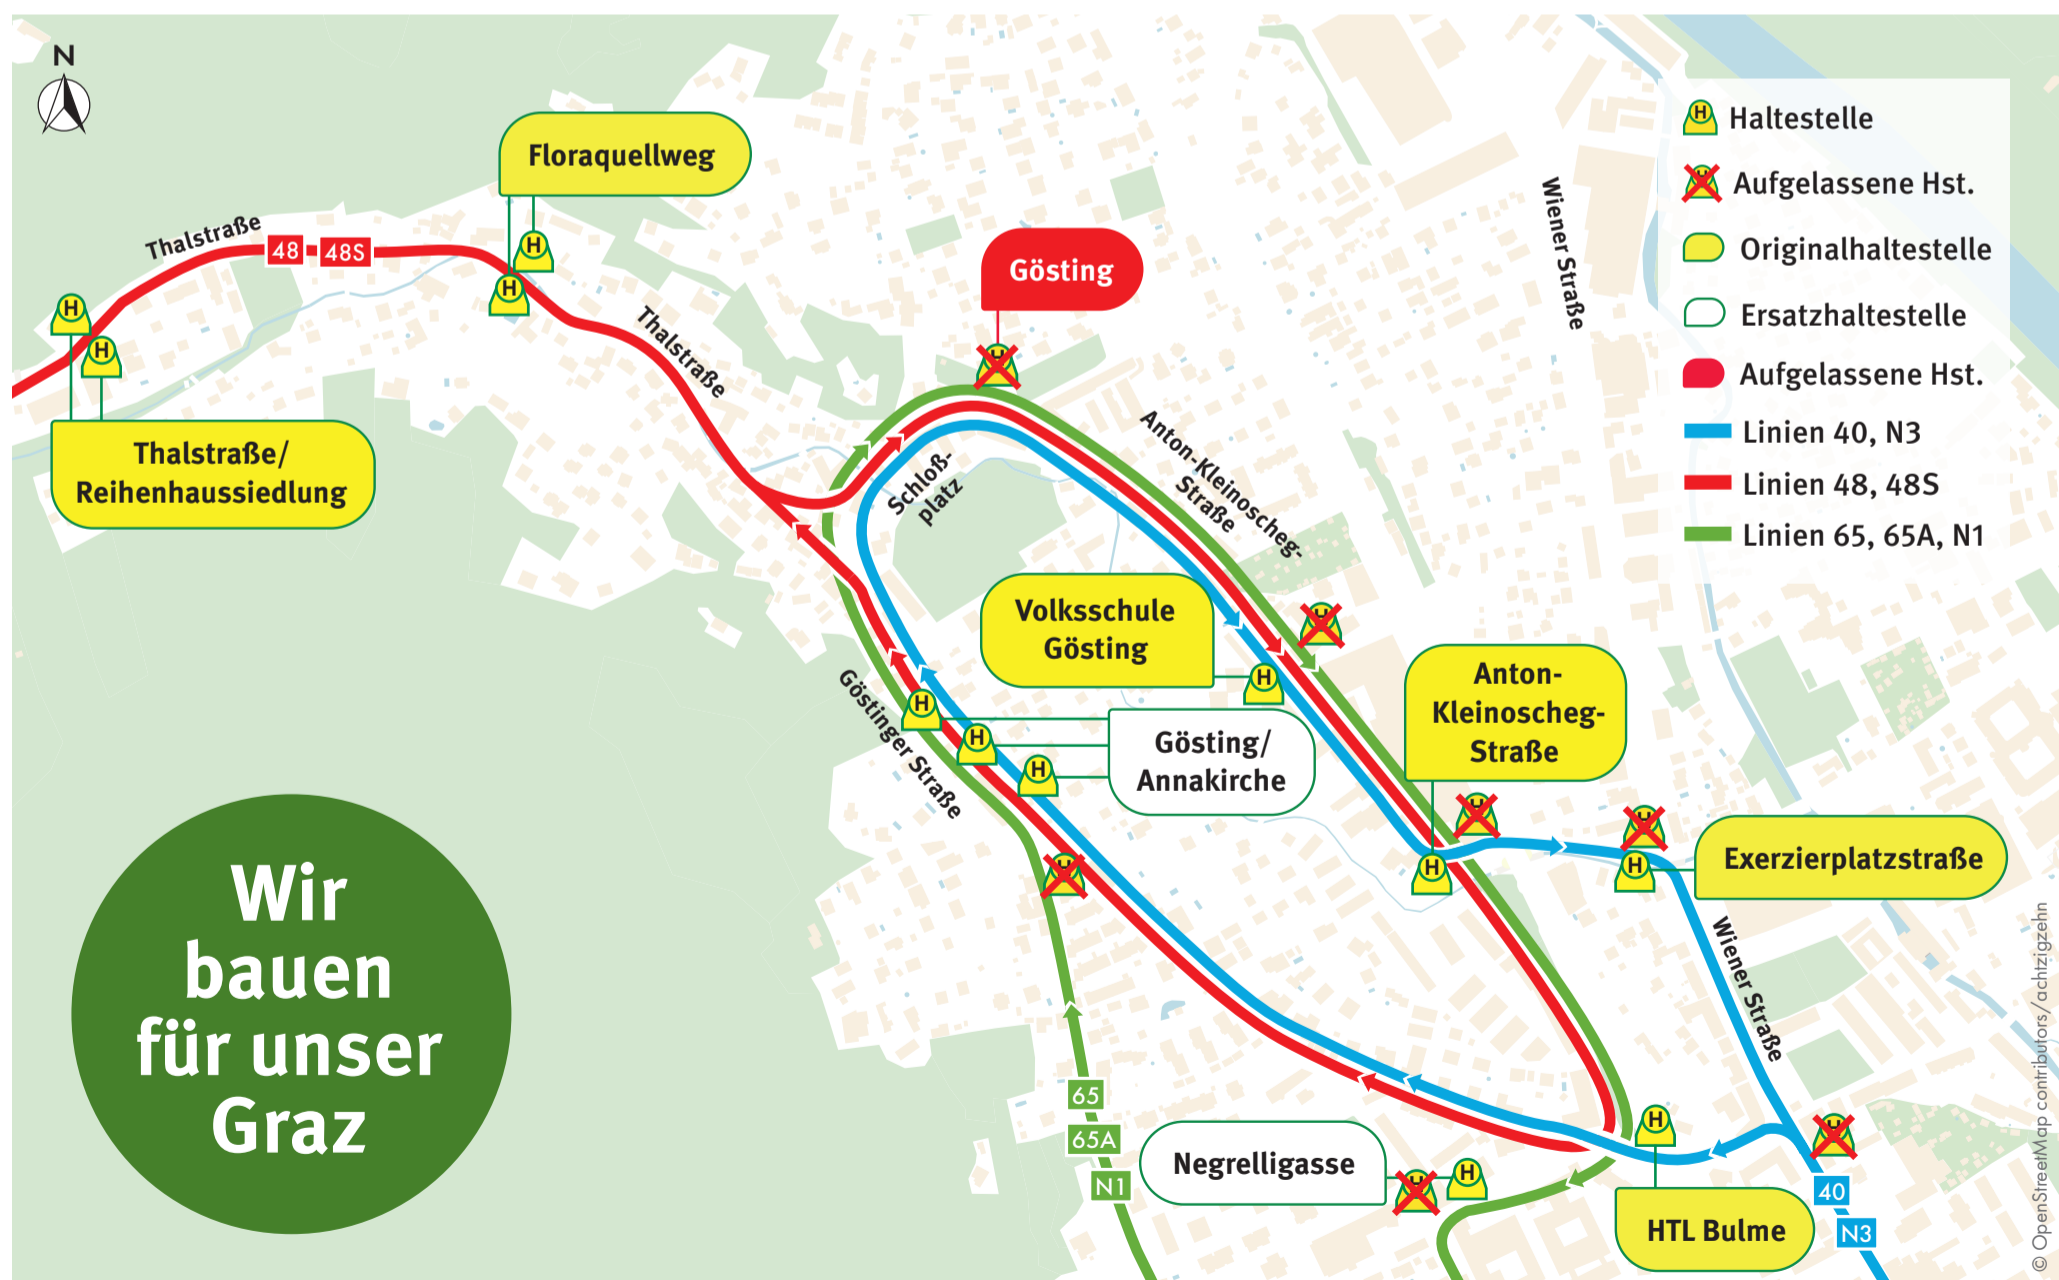 N
Floraquellweg
Thalstraße
48
48S
H
H
H
H
Thalstraße/
Reihenhaussiedlung
Thalstraße
Gösting
H
Schloß-
platz
Anton-Kleinoscheg-
Straße
Wiener Straße
H Haltestelle
H Aufgelassene Hst.
Originalhaltestelle
Ersatzhaltestelle
Aufgelassene Hst.
Linien 40, N3
Linien 48, 48S
Linien 65, 65A, N1
Volksschule
Gösting
H
H
Göstinger Straße
H
H
H
Gösting/
Annakirche
H
Anton-
Kleinoscheg-
Straße
H
H
H
H
Exerzierplatzstraße
Wiener Straße
Wir
bauen
für unser
Graz
65
65A
N1
Negrelligasse
H
H
H
H
HTL Bulme
40
N3
© OpenStreetMap contributors/achtzigzehn